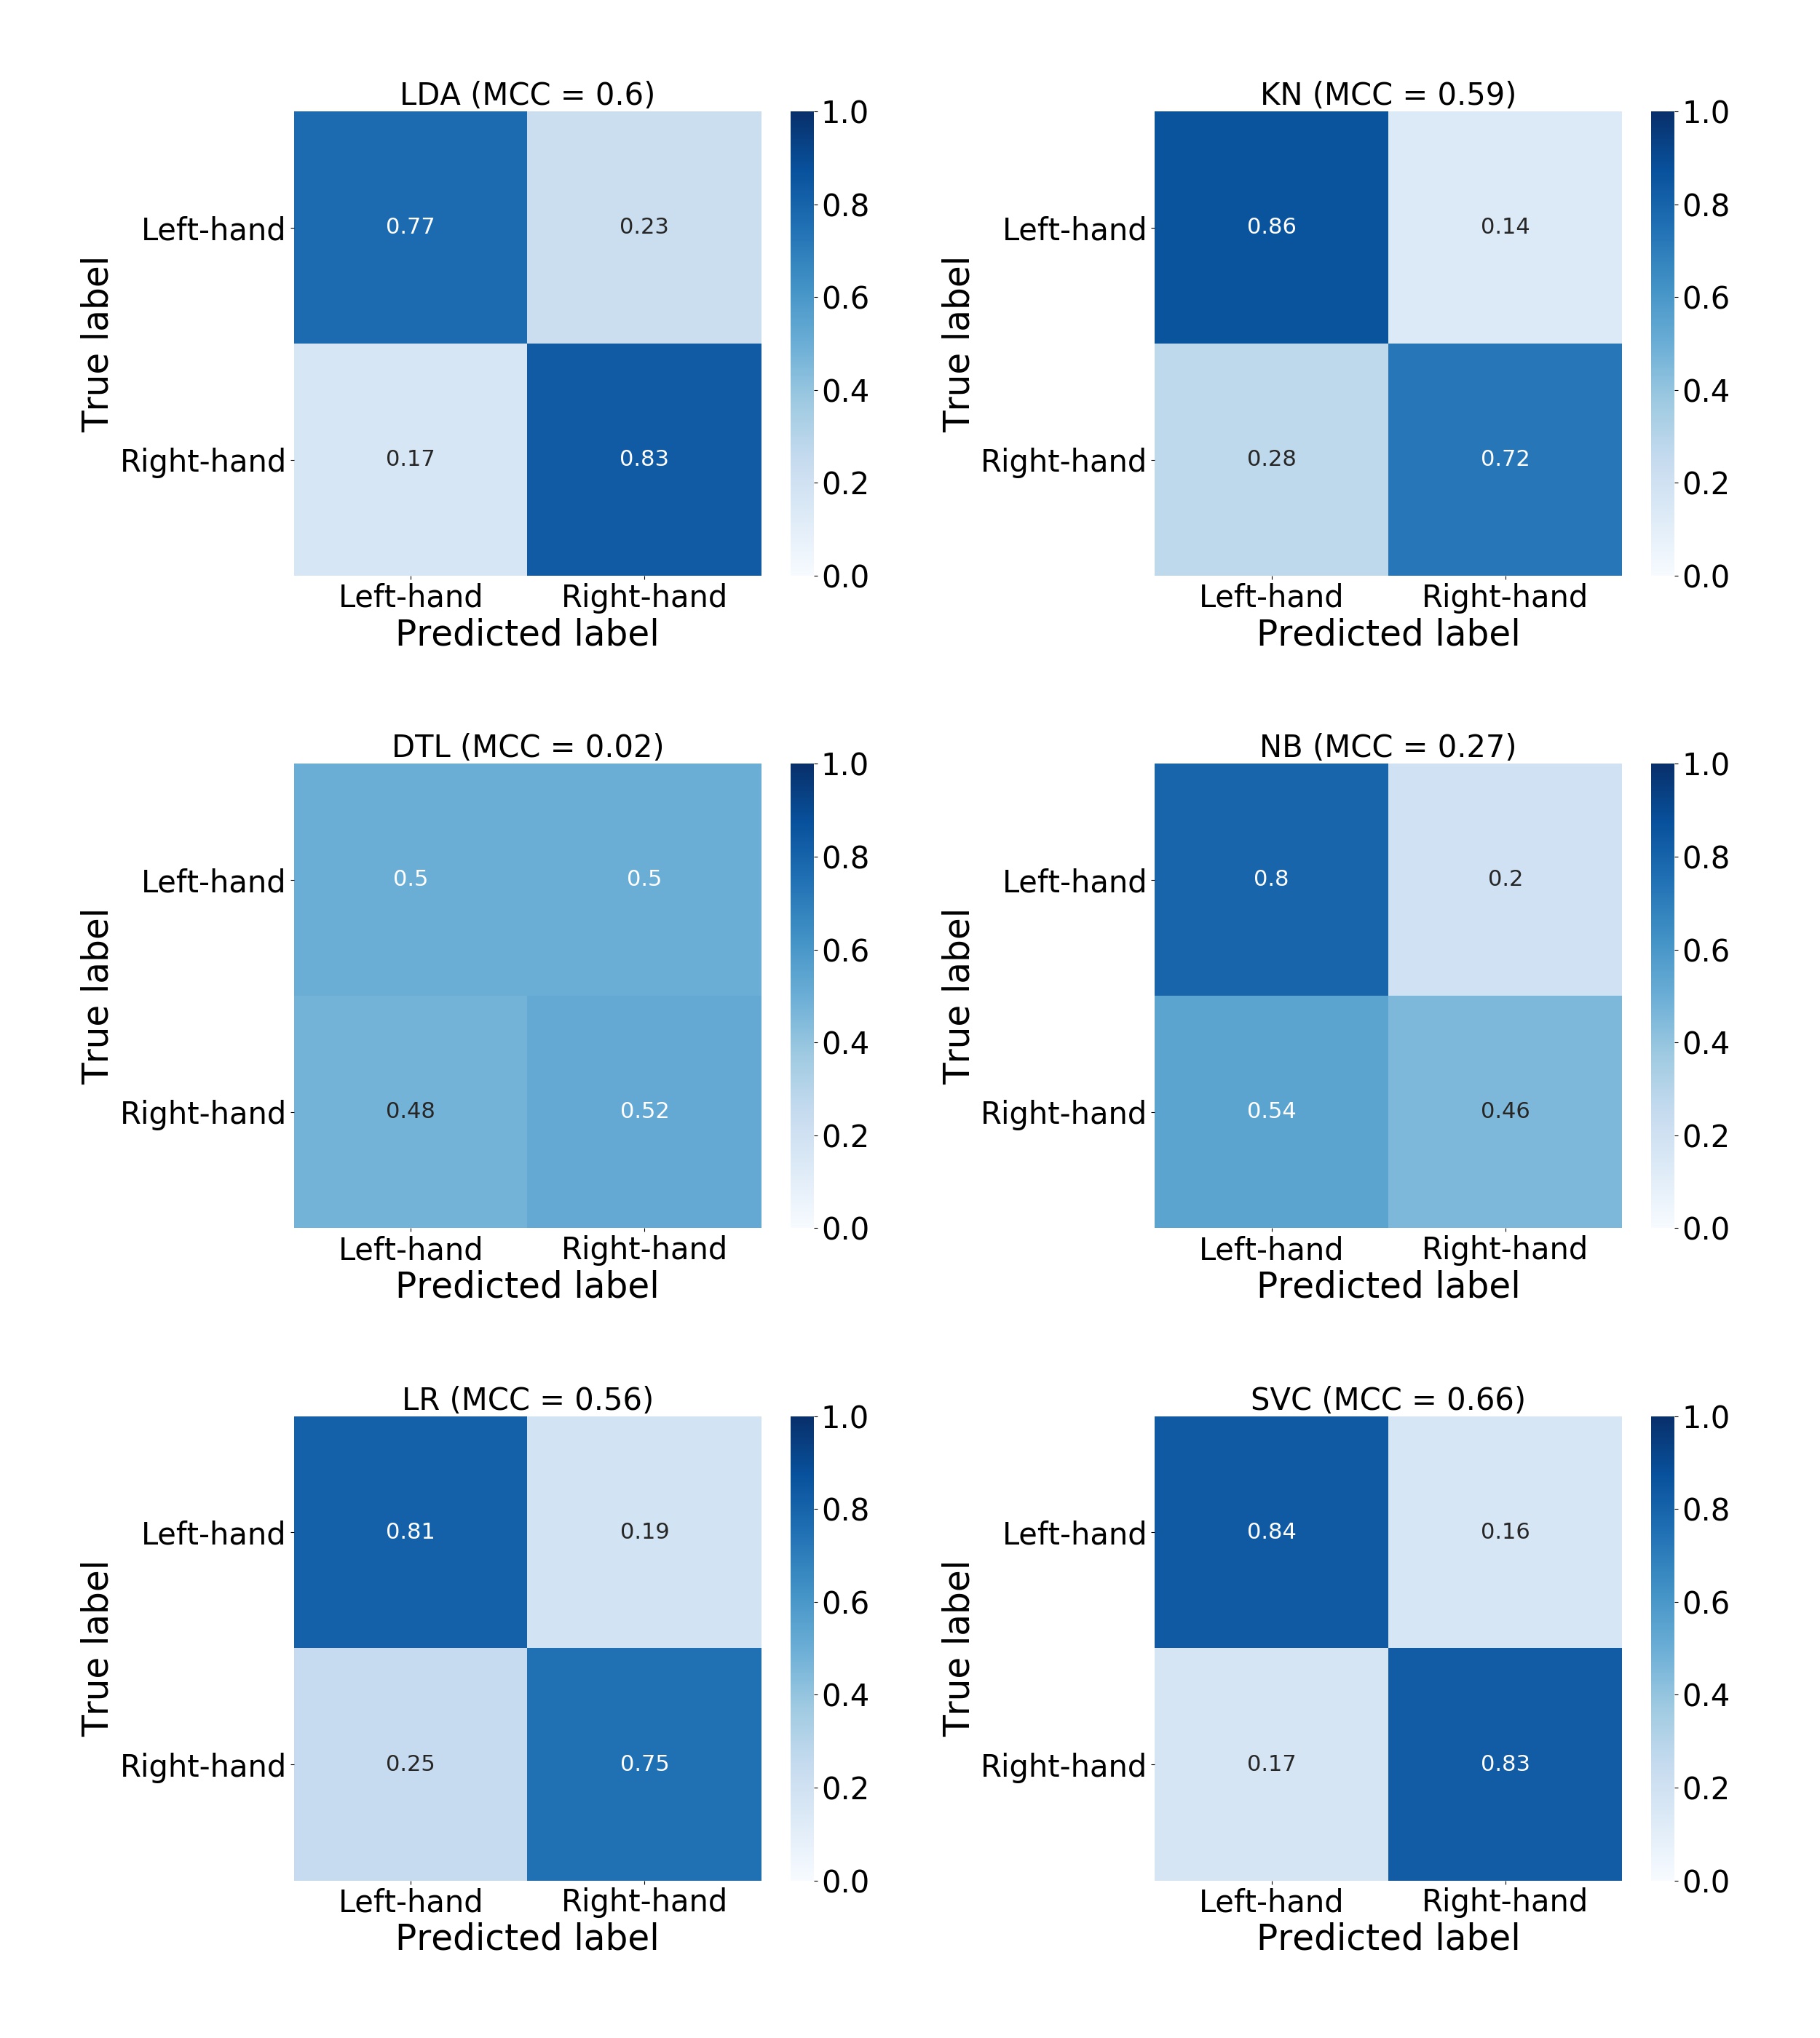 LDA (MCC = 0.6)
1.0
0.8
0.6
0.4
0.2
0.0
True label
Left-hand
Right-hand
0.77 0.23
0.17 0.83
Left-hand Right-hand
Predicted label
KN (MCC = 0.59)
1.0
0.8
0.6
0.4
0.2
0.0
True label
Left-hand
Right-hand
0.86 0.14
0.28 0.72
Left-hand Right-hand
Predicted label
DTL (MCC = 0.02)
1.0
0.8
0.6
0.4
0.2
0.0
True label
Left-hand
Right-hand
0.5 0.5
0.48 0.52
Left-hand Right-hand
Predicted label
NB (MCC = 0.27)
1.0
0.8
0.6
0.4
0.2
0.0
True label
Left-hand
Right-hand
0.8 0.2
0.54 0.46
Left-hand Right-hand
Predicted label
LR (MCC = 0.56)
1.0
0.8
0.6
0.4
0.2
0.0
True label
Left-hand
Right-hand
0.81 0.19
0.25 0.75
Left-hand Right-hand
Predicted label
SVC (MCC = 0.66)
1.0
0.8
0.6
0.4
0.2
0.0
True label
Left-hand
Right-hand
0.84 0.16
0.17 0.83
Left-hand Right-hand
Predicted label